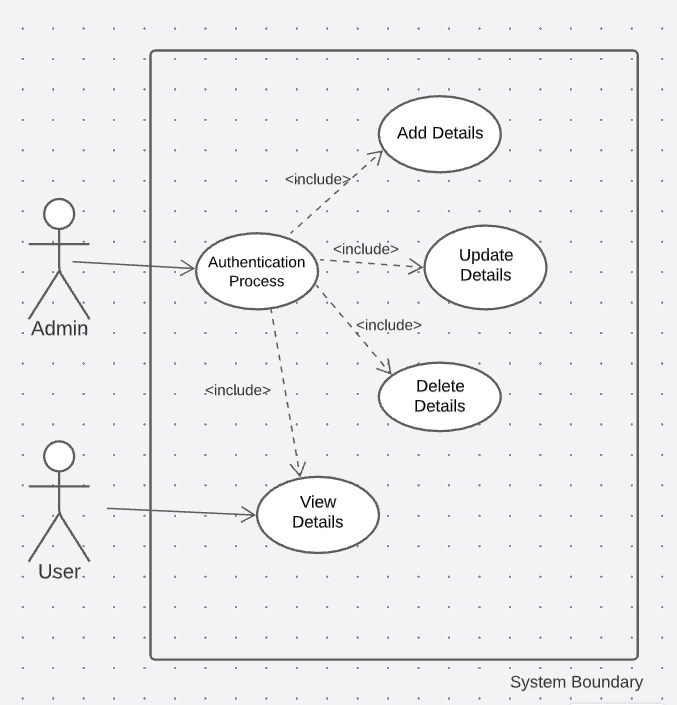 Add Details
<include>
Authentication
Process
<include>
Update
Details
Admin
<include>
Delete
Details
<include>
View
Details
User
System Boundary